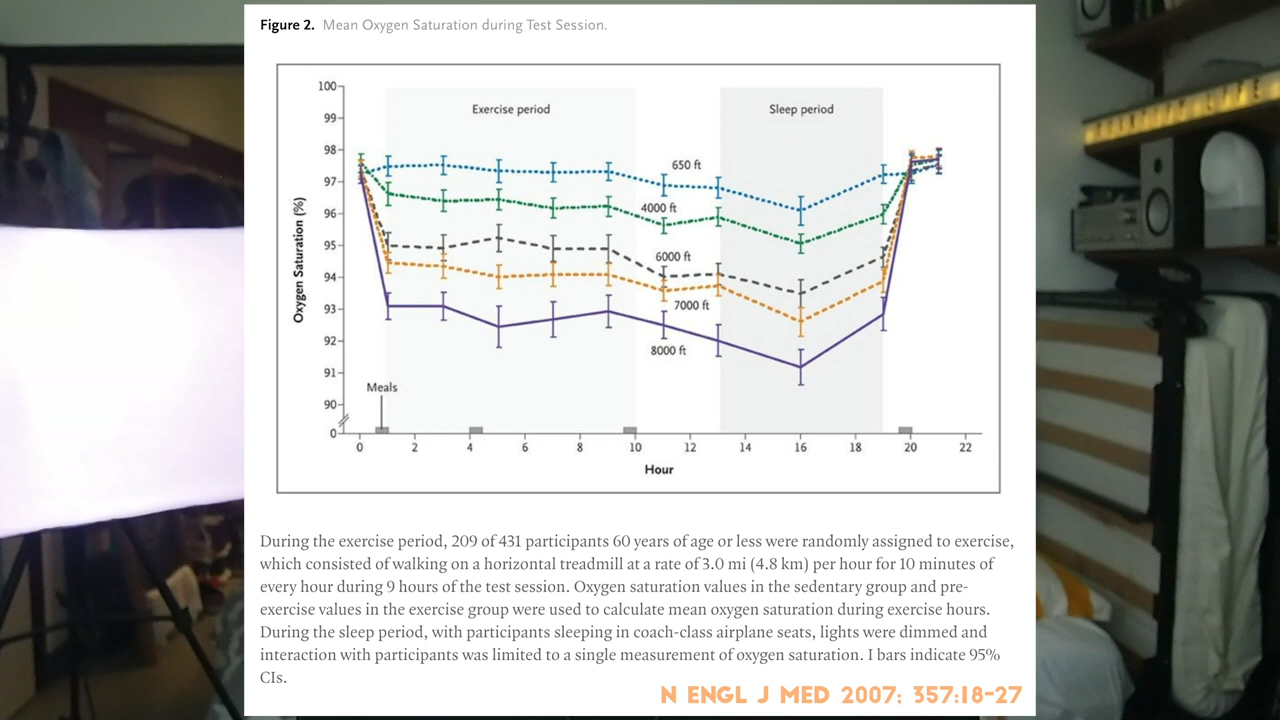 Figure 2. Mean Oxygen Saturation during Test Session.
100
99
98
97
96
95
94
93
92
91
90
0
Oxygen Saturation (%)
Exercise period
Sleep period
650 ft
4000 ft
6000 ft
7000 ft
8000 ft
Meals
0 2 4 6 8 10 12 14 16 18 20 22
Hour
During the exercise period, 209 of 431 participants 60 years of age or less were randomly assigned to exercise,
which consisted of walking on a horizontal treadmill at a rate of 3.0 mi (4.8 km) per hour for 10 minutes of
every hour during 9 hours of the test session. Oxygen saturation values in the sedentary group and pre-
exercise values in the exercise group were used to calculate mean oxygen saturation during exercise hours.
During the sleep period, with participants sleeping in coach-class airplane seats, lights were dimmed and
interaction with participants was limited to a single measurement of oxygen saturation. I bars indicate 95%
CIs.
N ENGL J MED 2007; 357:18-27